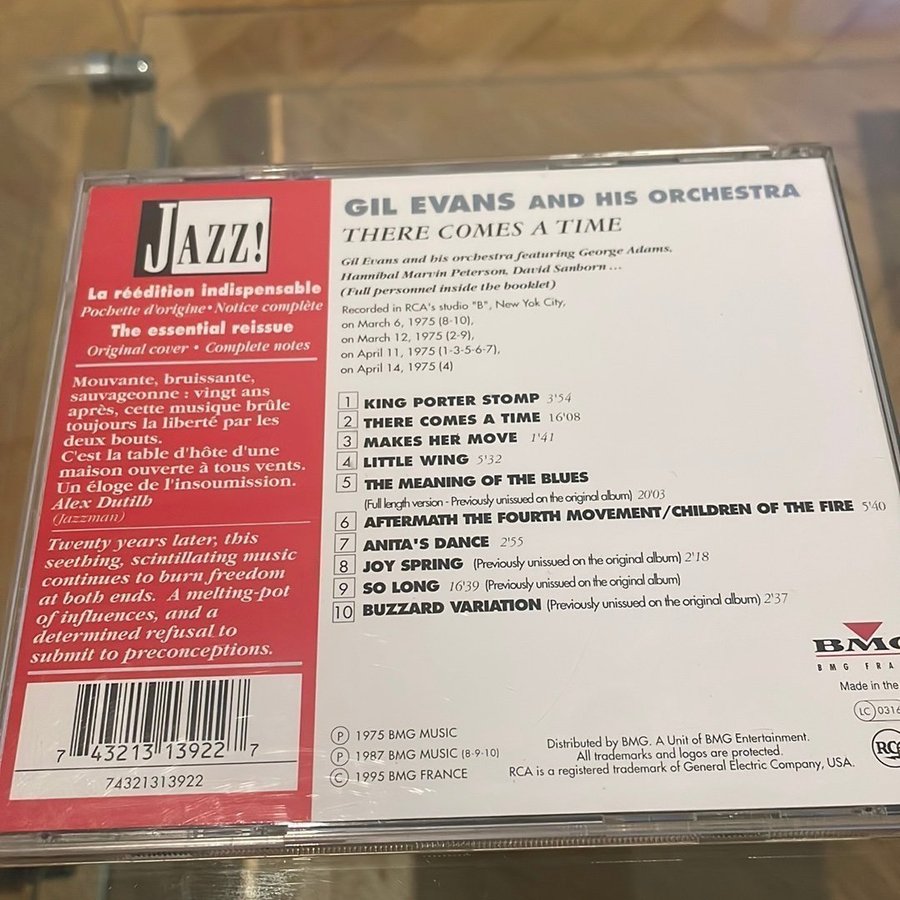 JAZZ!
La réédition indispensable
Pochette d'origine • Notice complète
The essential reissue
Original cover • Complete notes
Mouvante, bruissante,
sauvageonne : vingt ans
après, cette musique brûle
toujours la liberté par les
deux bouts.
C'est la table d'hôte d'une
maison ouverte à tous vents.
Un éloge de l'insoumission.
Alex Dutilh
(Jazzman)
Twenty years later, this
seething, scintillating music
continues to burn freedom
at both ends. A melting-pot
of influences, and a
determined refusal to
submit to preconceptions.
7 43213 13922 7
74321313922
GIL EVANS AND HIS ORCHESTRA
THERE COMES A TIME
Gil Evans and his orchestra featuring George Adams,
Hannibal Marvin Peterson, David Sanborn ...
(Full personnel inside the booklet)
Recorded in RCA's studio "B", New Yok City,
on March 6, 1975 (8-10),
on March 12, 1975 (2-9),
on April 11, 1975 (1-3-5-6-7),
on April 14, 1975 (4)
1 KING PORTER STOMP 3'54
2 THERE COMES A TIME 16'08
3 MAKES HER MOVE 1'41
4 LITTLE WING 5'32
5 THE MEANING OF THE BLUES
(Full length version - Previously unissued on the original album) 20'03
6 AFTERMATH THE FOURTH MOVEMENT/CHILDREN OF THE FIRE 5'40
7 ANITA'S DANCE 2'55
8 JOY SPRING (Previously unissued on the original album) 2'18
9 SO LONG 16'39 (Previously unissued on the original album)
10 BUZZARD VARIATION (Previously unissued on the original album) 2'37
BMG
BMG FRA
Made in the
LC 0316
RCA
℗ 1975 BMG MUSIC
℗ 1987 BMG MUSIC (8-9-10)
© 1995 BMG FRANCE
Distributed by BMG. A Unit of BMG Entertainment.
All trademarks and logos are protected.
RCA is a registered trademark of General Electric Company, USA.